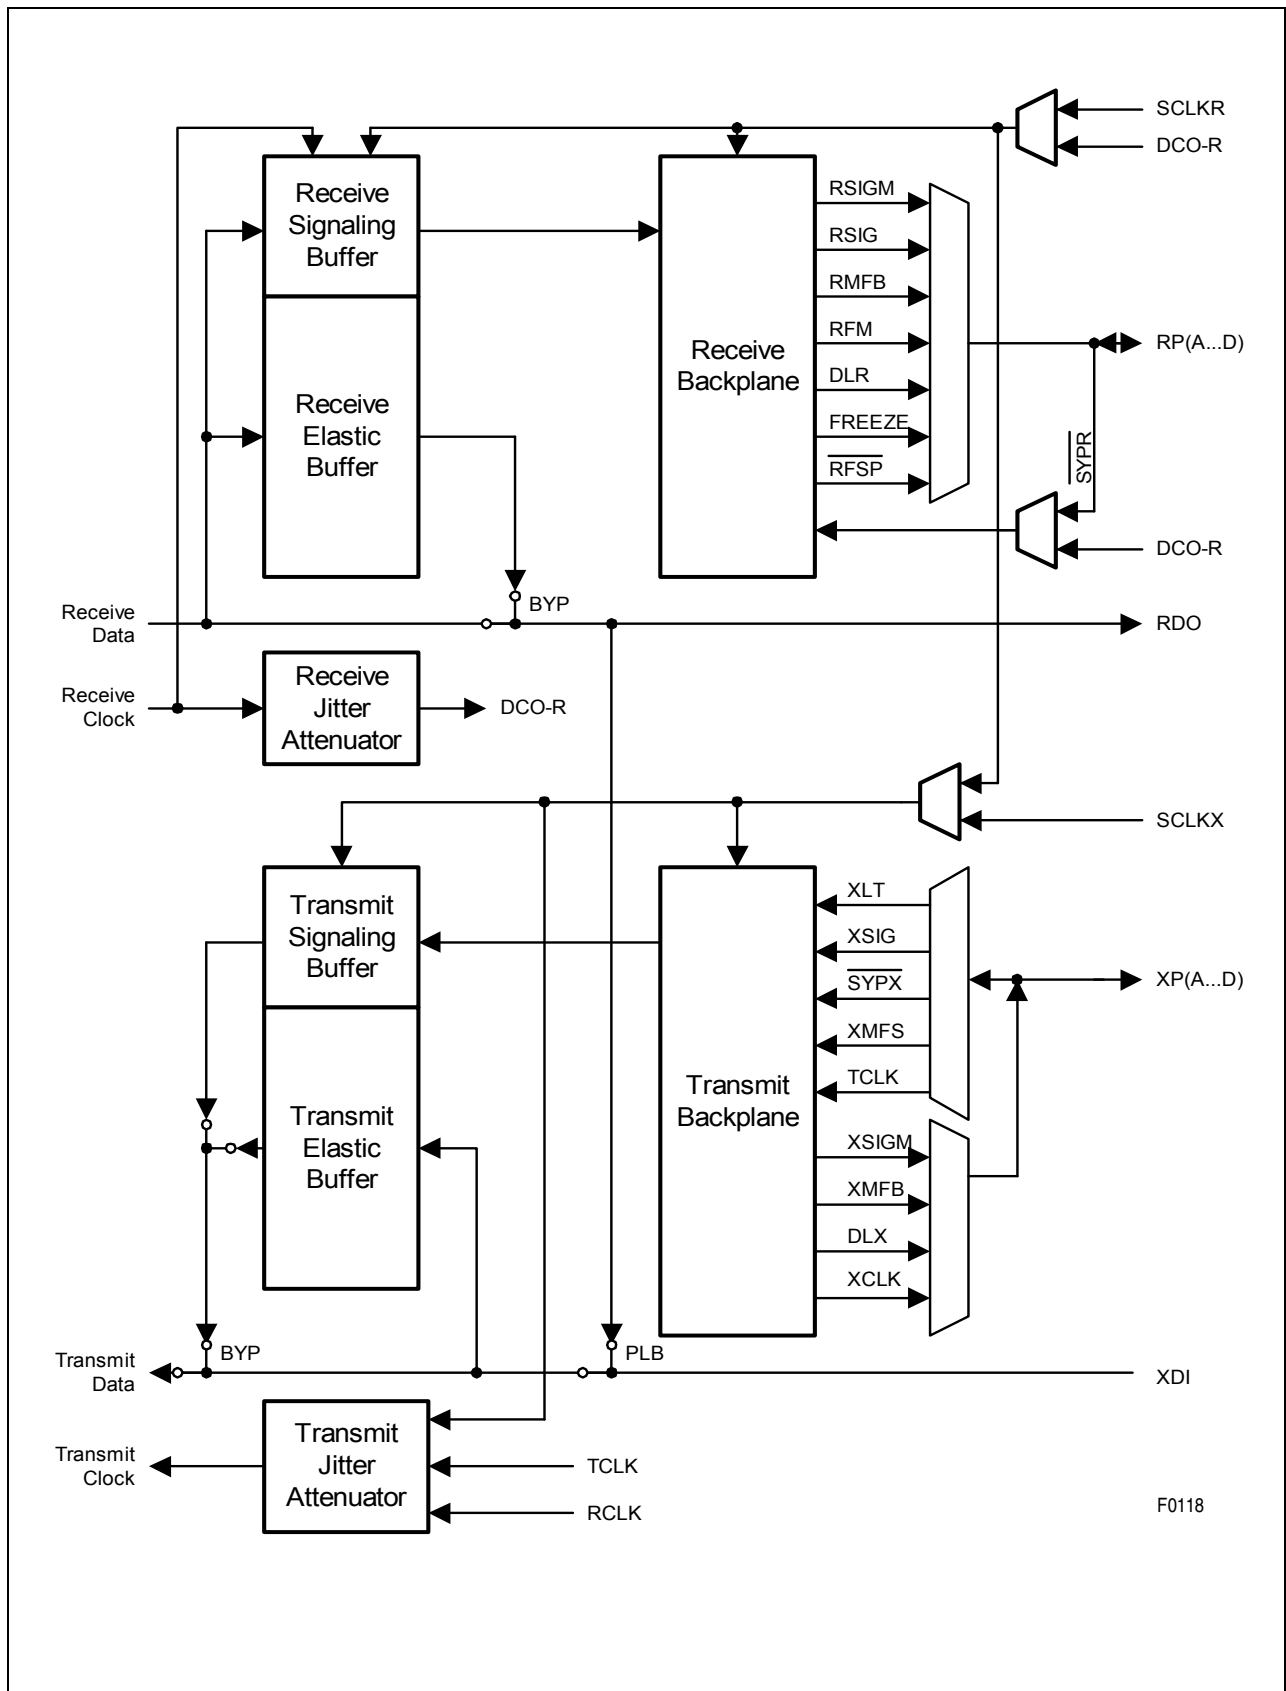 SCLKR
DCO-R
Receive
Signaling
Buffer
RSIGM
RSIG
RMFB
RFM
DLR
FREEZE
RFSP
Receive
Backplane
RP(A...D)
SYPR
DCO-R
Receive
Elastic
Buffer
BYP
Receive
Data
RDO
Receive
Clock
Receive
Jitter
Attenuator
DCO-R
SCLKX
Transmit
Signaling
Buffer
XLT
XSIG
SYPX
XMFS
TCLK
XP(A...D)
Transmit
Backplane
Transmit
Elastic
Buffer
XSIGM
XMFB
DLX
XCLK
BYP
PLB
Transmit
Data
XDI
Transmit
Jitter
Attenuator
Transmit
Clock
TCLK
RCLK
F0118